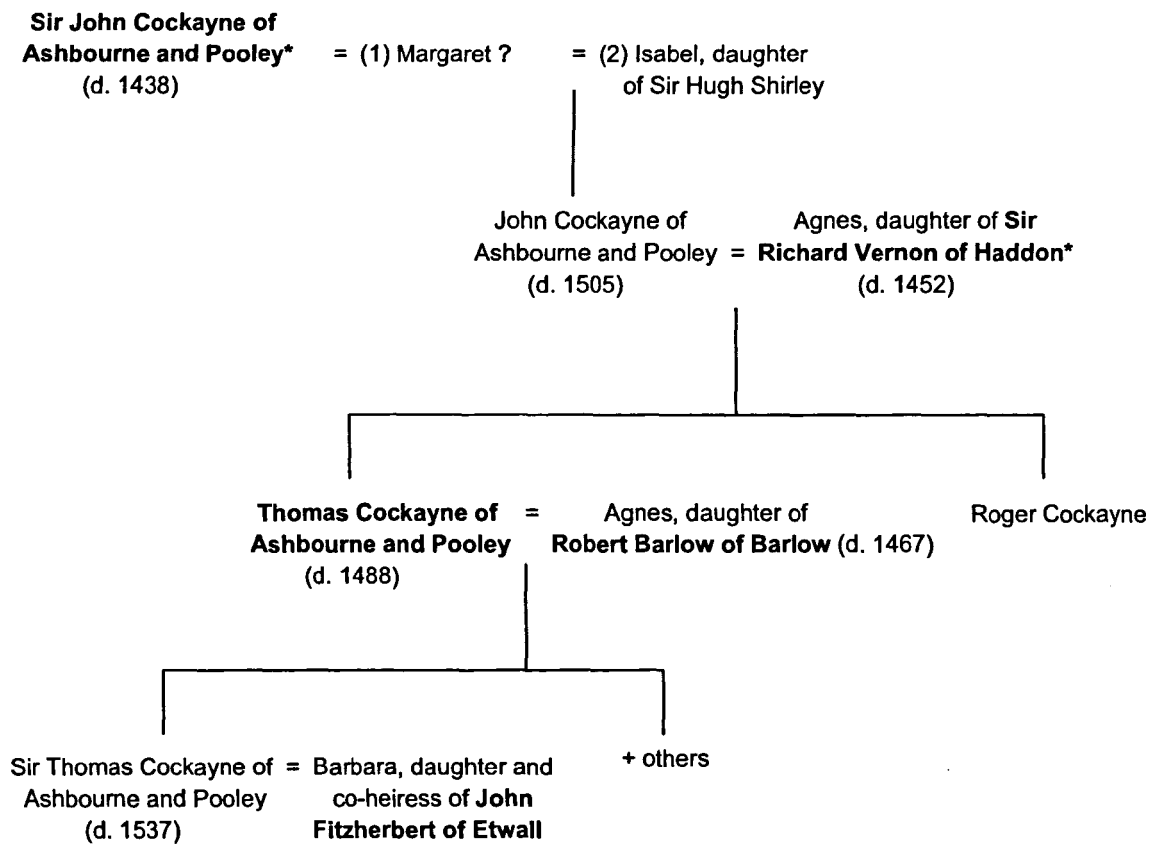 Sir John Cockayne of
Ashbourne and Pooley*
(d. 1438)
= (1) Margaret ?
= (2) Isabel, daughter
of Sir Hugh Shirley
John Cockayne of
Ashbourne and Pooley
(d. 1505)
=
Agnes, daughter of Sir
Richard Vernon of Haddon*
(d. 1452)
Thomas Cockayne of
Ashbourne and Pooley
(d. 1488)
=
Agnes, daughter of
Robert Barlow of Barlow (d. 1467)
Roger Cockayne
Sir Thomas Cockayne of
Ashbourne and Pooley
(d. 1537)
=
Barbara, daughter and
co-heiress of John
Fitzherbert of Etwall
+ others